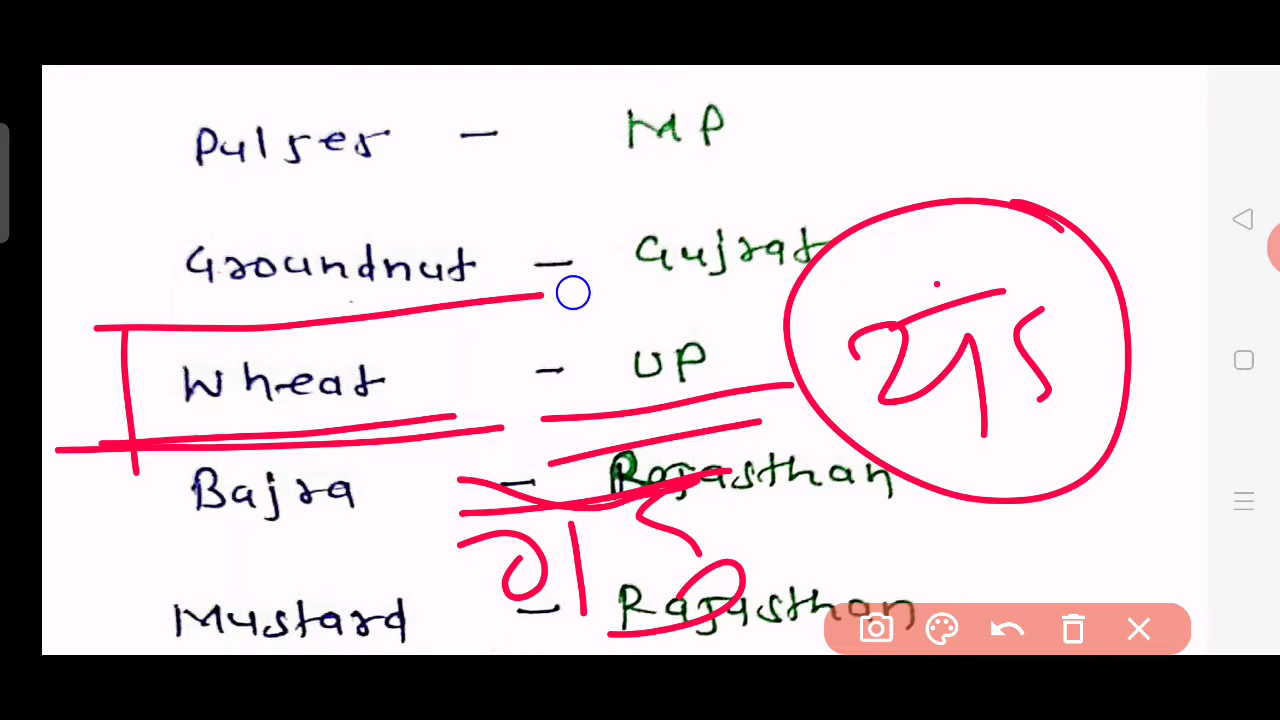 Pulses - MP
Groundnut - Gujrat
Wheat - UP
Bajra - Rajasthan
Mustard - Rajasthan